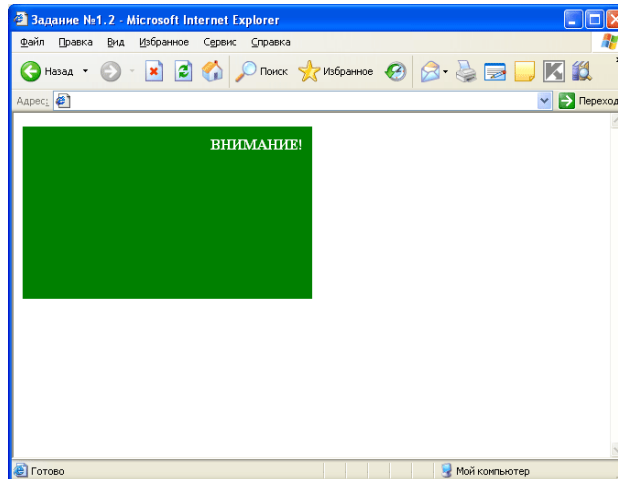 Задание №1.2 - Microsoft Internet Explorer
Файл Правка Вид Избранное Сервис Справка
Назад Поиск Избранное
Адрес: Переход
ВНИМАНИЕ!
Готово Мой компьютер